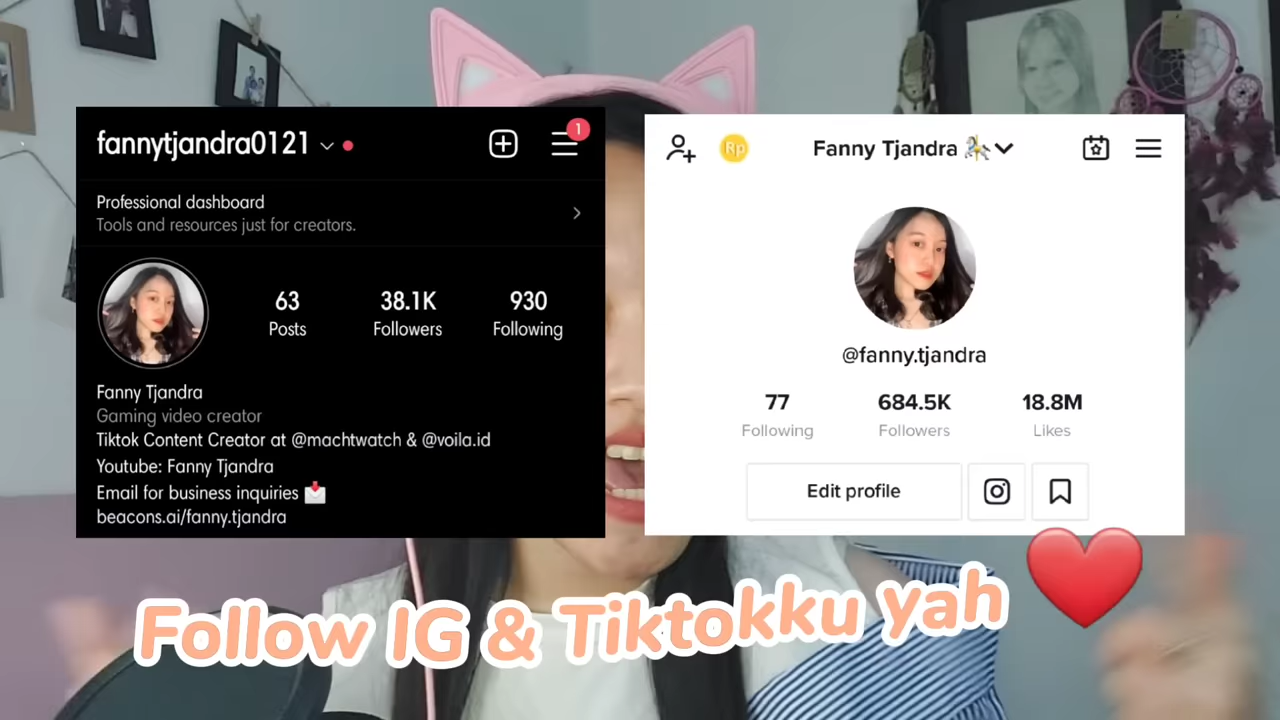 fannytjandra0121
1
Professional dashboard
Tools and resources just for creators.
63
38.1K
930
Posts
Followers
Following
Fanny Tjandra
Gaming video creator
Tiktok Content Creator at @machtwatch & @voila.id
Youtube: Fanny Tjandra
Email for business inquiries 📩
beacons.ai/fanny.tjandra
Rp
Fanny Tjandra 🎠
@fanny.tjandra
77
684.5K
18.8M
Following
Followers
Likes
Edit profile
Follow IG & Tiktokku yah ❤️